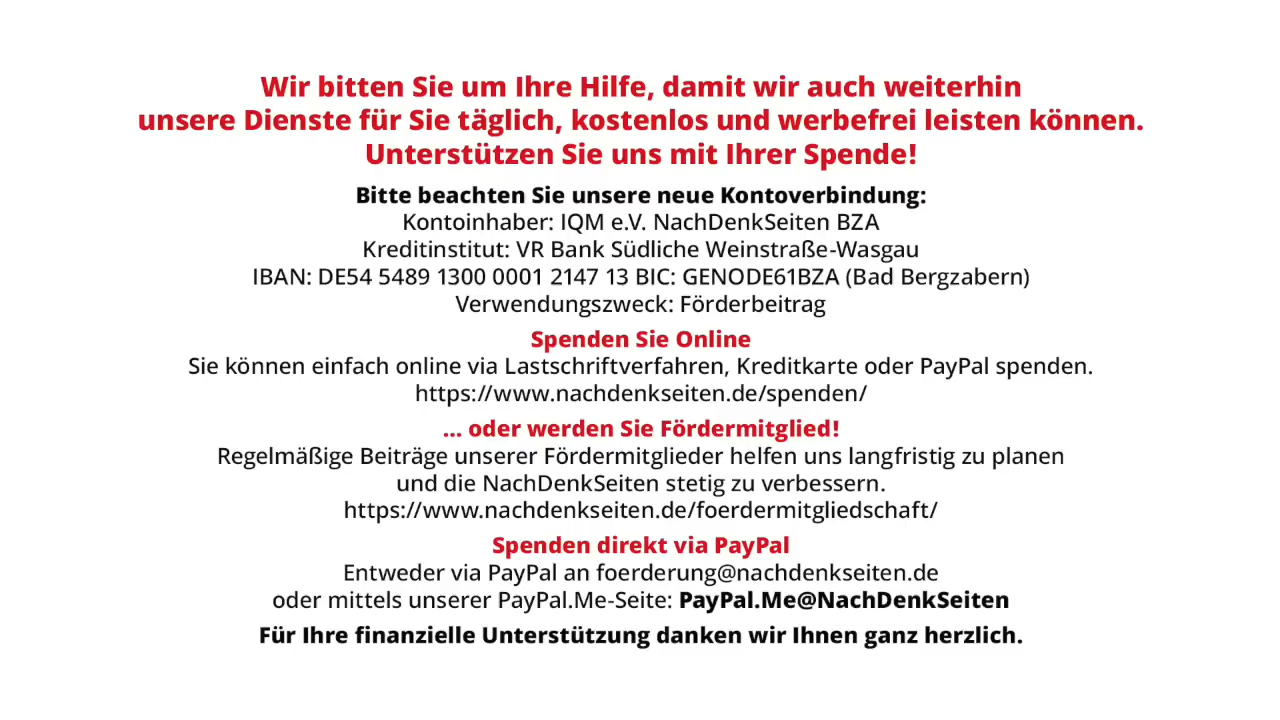 Wir bitten Sie um Ihre Hilfe, damit wir auch weiterhin
unsere Dienste für Sie täglich, kostenlos und werbefrei leisten können.
Unterstützen Sie uns mit Ihrer Spende!
Bitte beachten Sie unsere neue Kontoverbindung:
Kontoinhaber: IQM e.V. NachDenkSeiten BZA
Kreditinstitut: VR Bank Südliche Weinstraße-Wasgau
IBAN: DE54 5489 1300 0001 2147 13 BIC: GENODE61BZA (Bad Bergzabern)
Verwendungszweck: Förderbeitrag
Spenden Sie Online
Sie können einfach online via Lastschriftverfahren, Kreditkarte oder PayPal spenden.
https://www.nachdenkseiten.de/spenden/
... oder werden Sie Fördermitglied!
Regelmäßige Beiträge unserer Fördermitglieder helfen uns langfristig zu planen
und die NachDenkSeiten stetig zu verbessern.
https://www.nachdenkseiten.de/foerdermitgliedschaft/
Spenden direkt via PayPal
Entweder via PayPal an foerderung@nachdenkseiten.de
oder mittels unserer PayPal.Me-Seite: PayPal.Me@NachDenkSeiten
Für Ihre finanzielle Unterstützung danken wir Ihnen ganz herzlich.